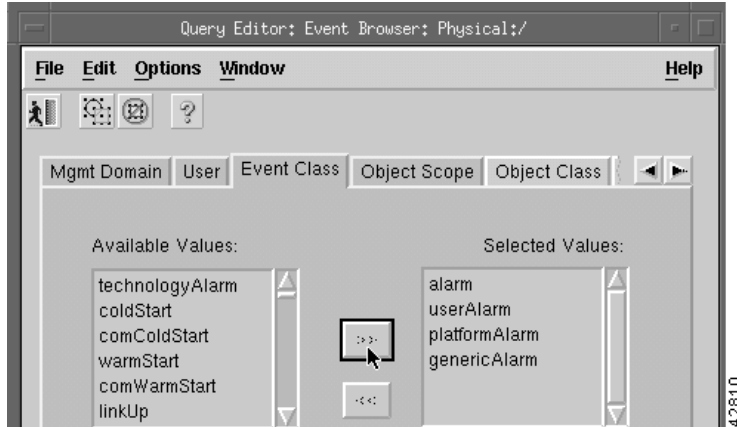 Query Editor: Event Browser: Physical:/
File Edit Options Window Help
?
Mgmt Domain User Event Class Object Scope Object Class
Available Values: Selected Values:
technologyAlarm
coldStart
comColdStart
warmStart
comWarmStart
linkUp
>>
<<
alarm
userAlarm
platformAlarm
genericAlarm
42810